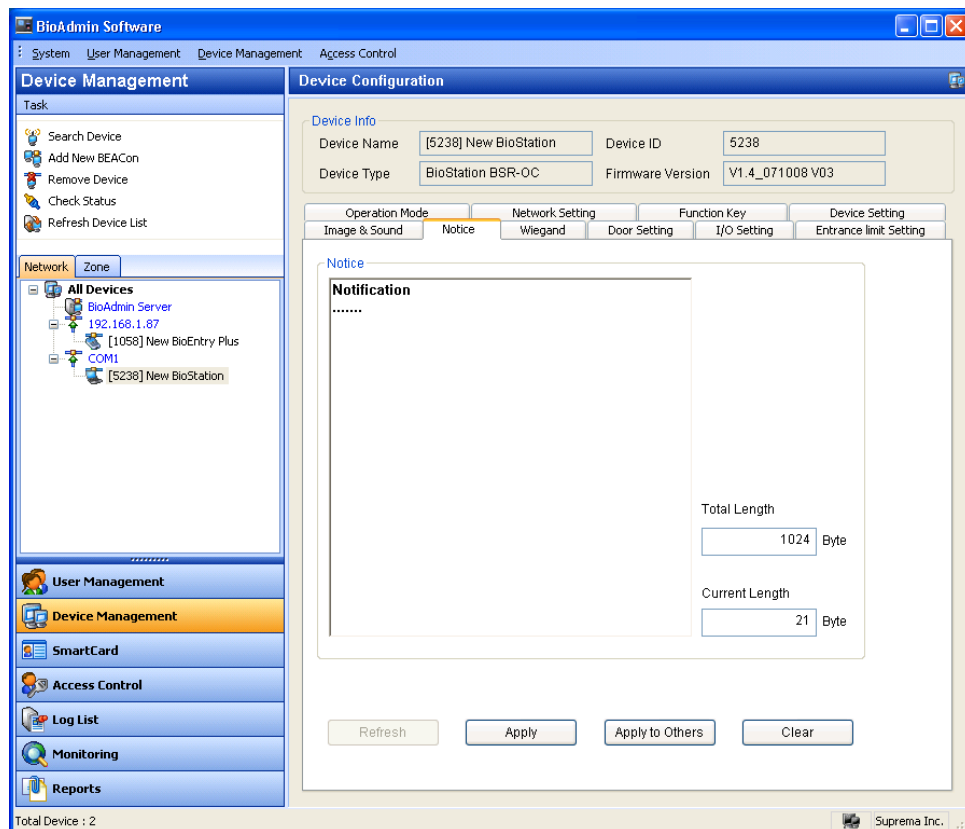 BioAdmin Software
System User Management Device Management Access Control
Device Management
Task
Search Device
Add New BEACon
Remove Device
Check Status
Refresh Device List
Network Zone
All Devices
BioAdmin Server
192.168.1.87
[1058] New BioEntry Plus
COM1
[5238] New BioStation
User Management
Device Management
SmartCard
Access Control
Log List
Monitoring
Reports
Device Configuration
Device Info
Device Name [5238] New BioStation Device ID 5238
Device Type BioStation BSR-OC Firmware Version V1.4_071008 V03
Operation Mode Network Setting Function Key Device Setting
Image & Sound Notice Wiegand Door Setting I/O Setting Entrance limit Setting
Notice
Notification
.......
Total Length
1024 Byte
Current Length
21 Byte
Refresh Apply Apply to Others Clear
Total Device : 2 Suprema Inc.